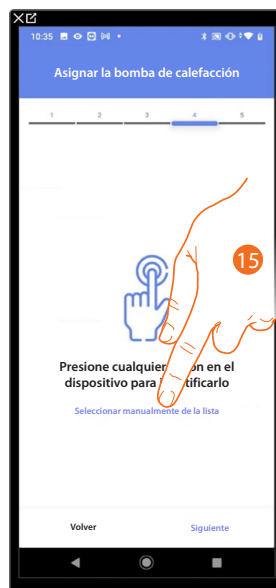 10:35
Asignar la bomba de calefacción
1 2 3 4 5
15
Presione cualquier en el
dispositivo para
Seleccionar manualmente de la lista
Volver Siguiente